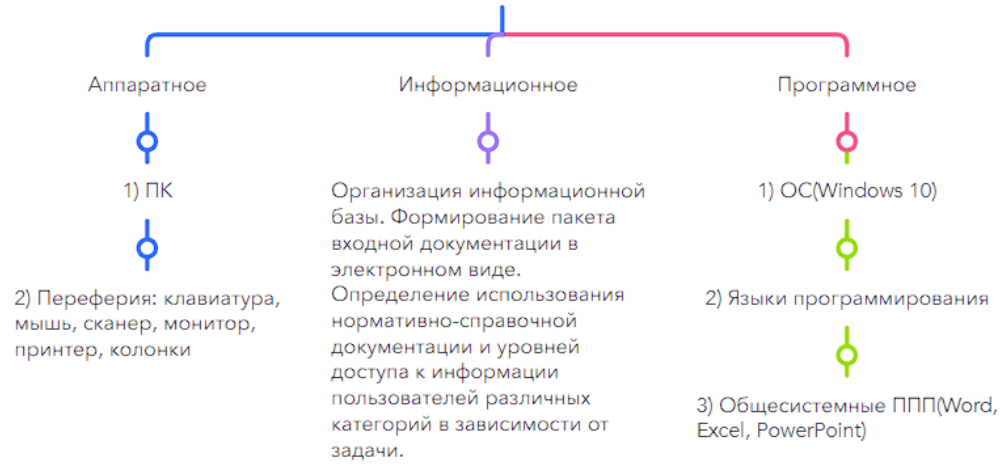 Аппаратное
1) ПК
2) Переферия: клавиатура,
мышь, сканер, монитор,
принтер, колонки
Информационное
Организация информационной
базы. Формирование пакета
входной документации в
электронном виде.
Определение использования
нормативно-справочной
документации и уровней
доступа к информации
пользователей различных
категорий в зависимости от
задачи.
Программное
1) ОС(Windows 10)
2) Языки программирования
3) Общесистемные ППП(Word,
Excel, PowerPoint)